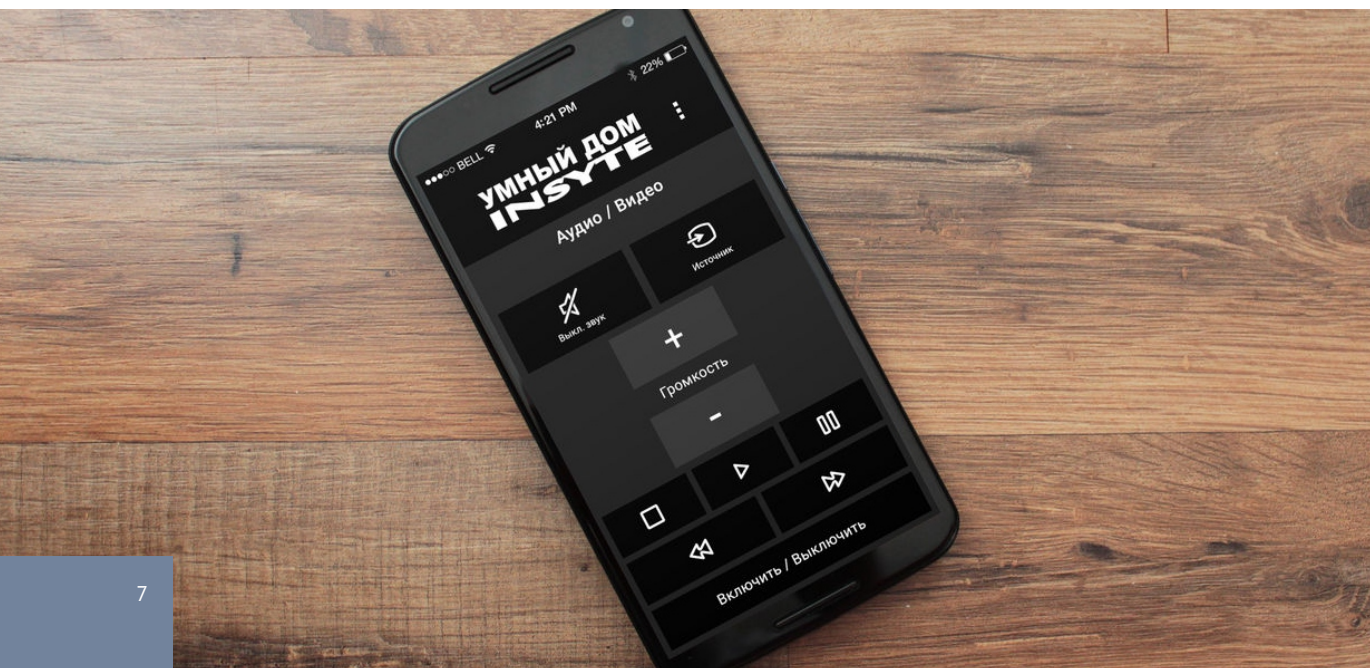 BELL
4:21 PM
22%
УМНЫЙ ДОМ
INSYTE
Аудио / Видео
Выкл. звук
Источник
+
Громкость
-
Включить / Выключить
7